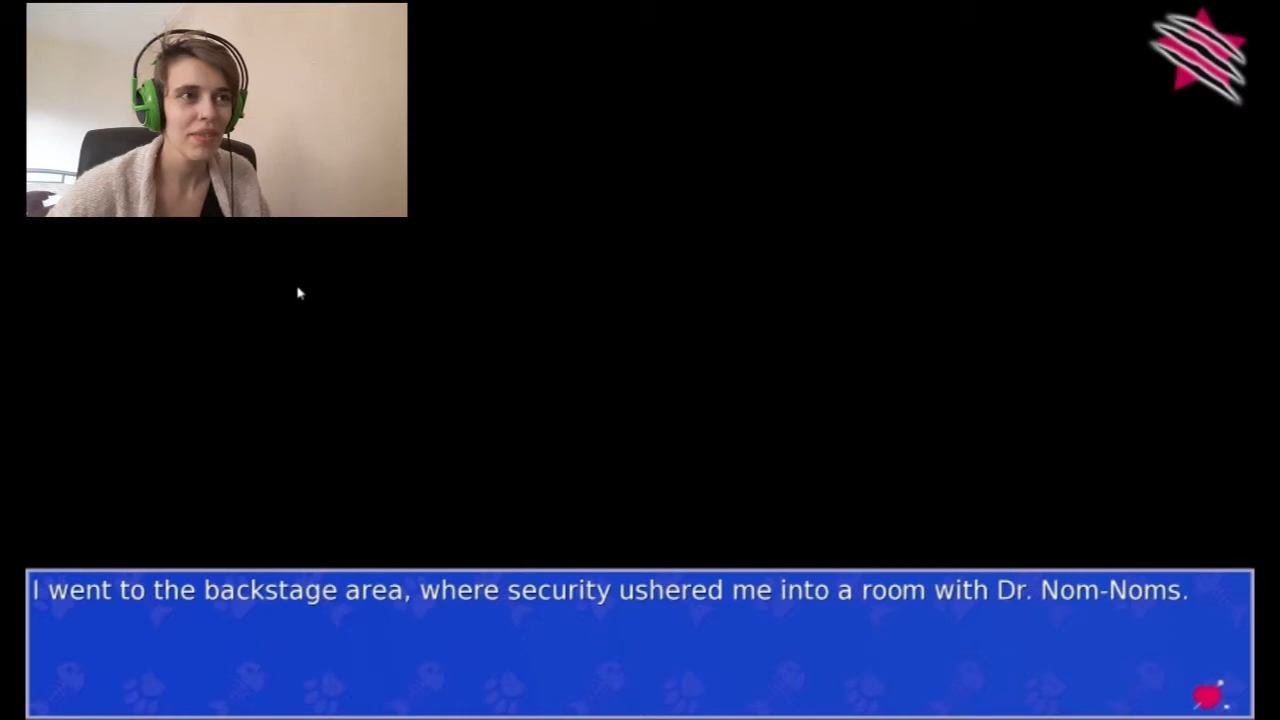 I went to the backstage area, where security ushered me into a room with Dr. Nom-Noms.